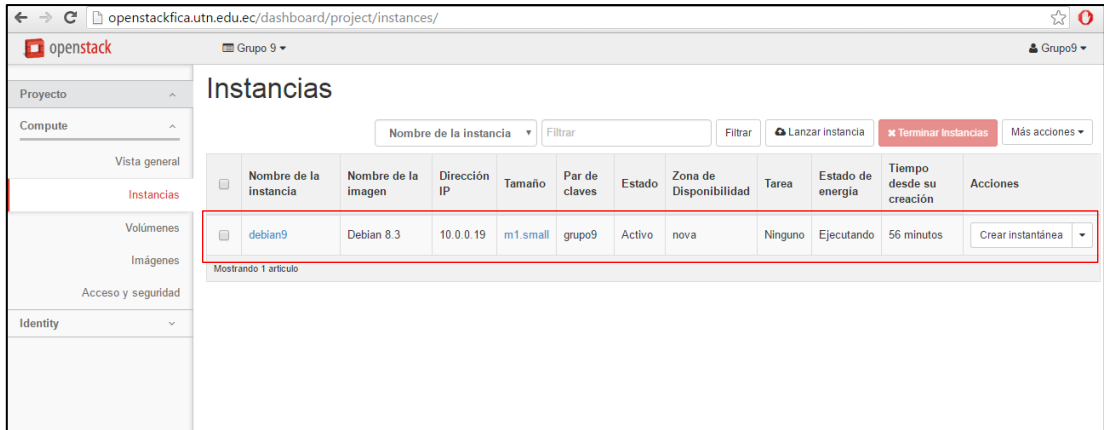 openstackfica.utn.edu.ec/dashboard/project/instances/
openstack
Grupo 9
Grupo9
Proyecto
Compute
Vista general
Instancias
Volúmenes
Imágenes
Acceso y seguridad
Identity
Instancias
Nombre de la instancia
Filtrar
Filtrar
Lanzar instancia
Terminar Instancias
Más acciones
Nombre de la instancia
Nombre de la imagen
Dirección IP
Tamaño
Par de claves
Estado
Zona de Disponibilidad
Tarea
Estado de energía
Tiempo desde su creación
Acciones
debian9
Debian 8.3
10.0.0.19
m1.small
grupo9
Activo
nova
Ninguno
Ejecutando
56 minutos
Crear instantánea
Mostrando 1 artículo